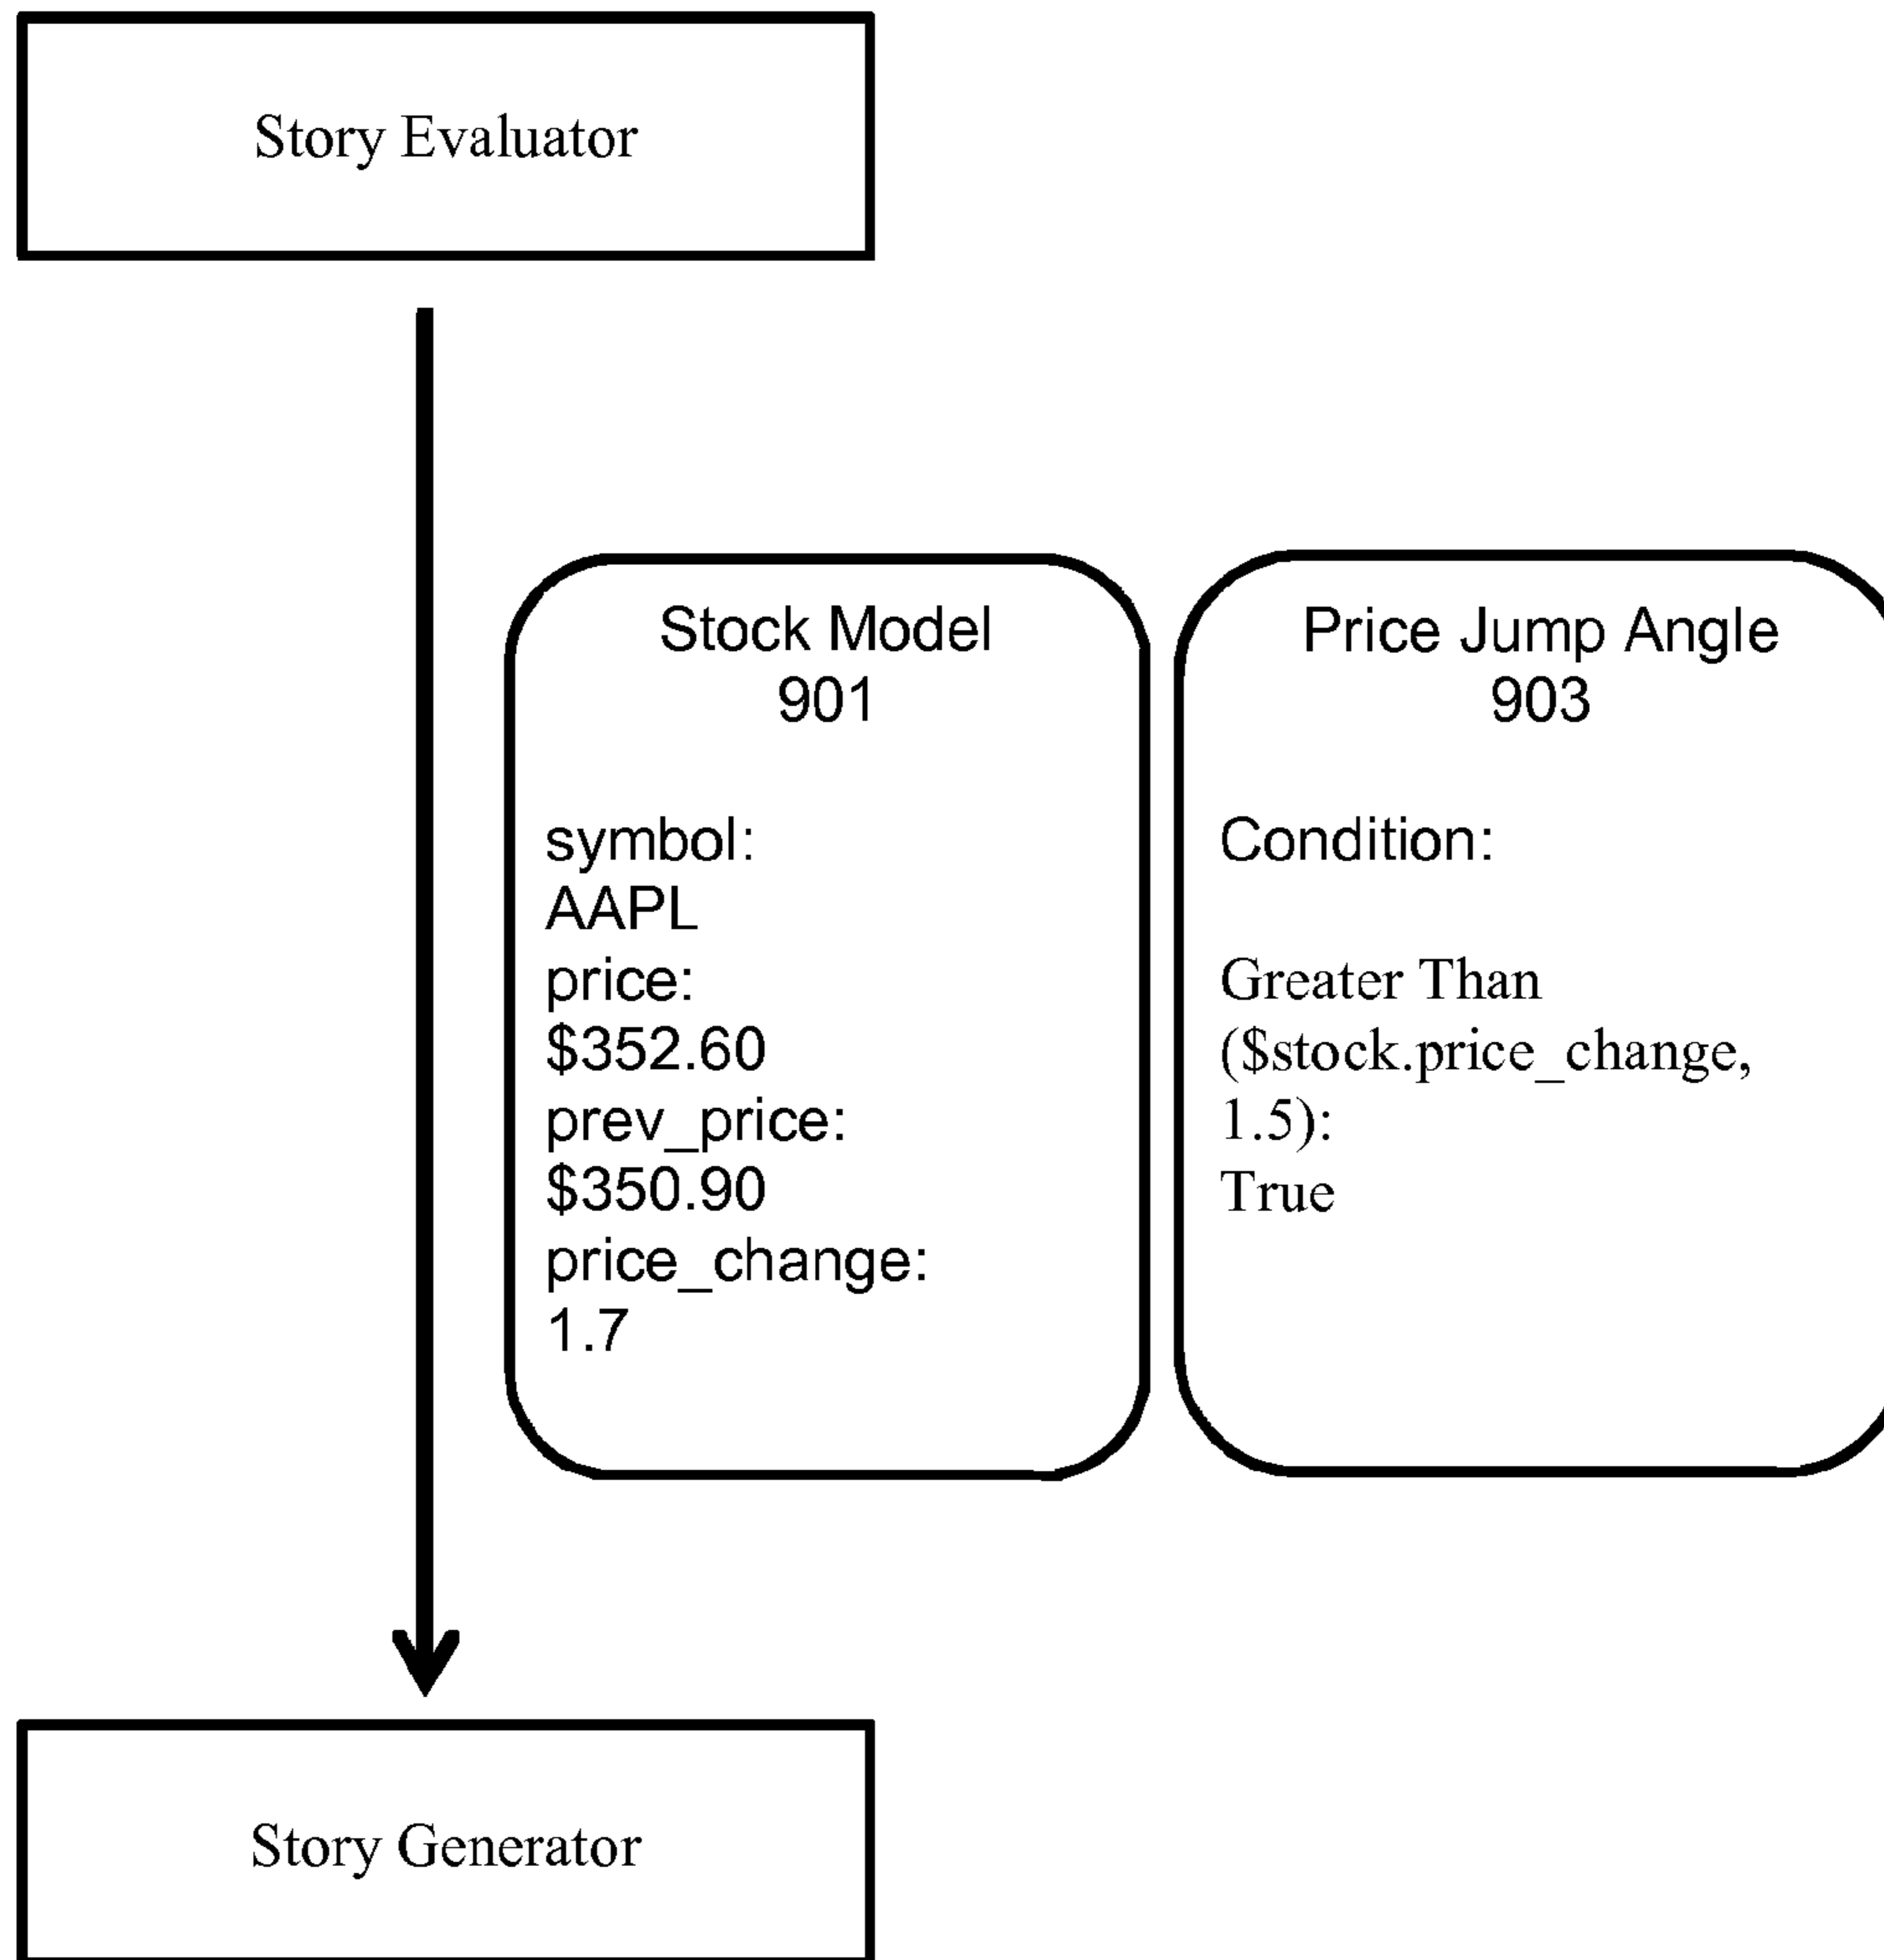 Story Evaluator
Stock Model
901
symbol:
AAPL
price:
$352.60
prev_price:
$350.90
price_change:
1.7
Price Jump Angle
903
Condition:
Greater Than
($stock.price_change,
1.5):
True
Story Generator